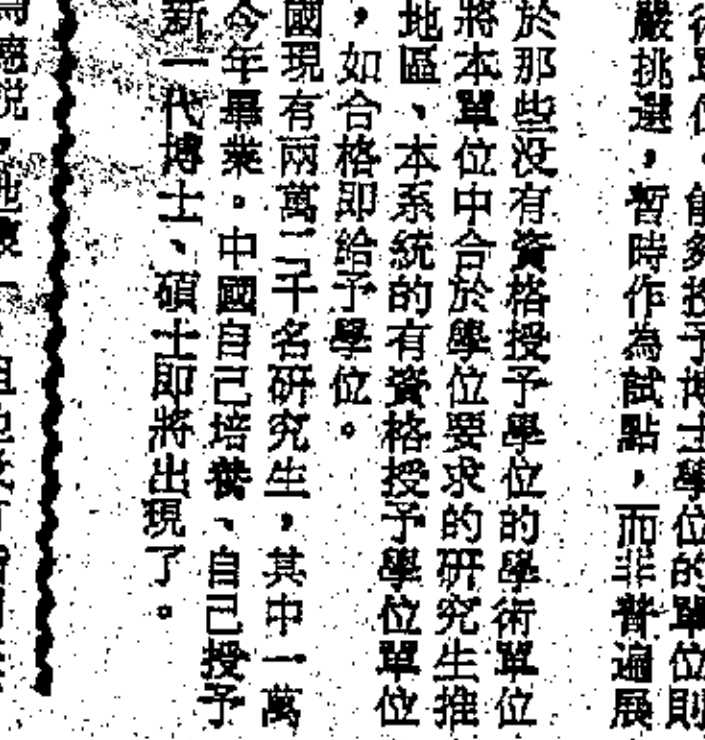 單位。能夠授予博士學位的單位則
嚴挑選，暫時作為試點，而非普遍展
於那些没有資格授予學位的學術單位
將本單位中合於學位要求的研究生推
地區、本系統的有資格授予學位單位
，如合格即給予學位。
國現有兩萬二千名研究生，其中一萬
今年畢業。中國自己培養、自己授予
新一代博士、碩士即將出現了。